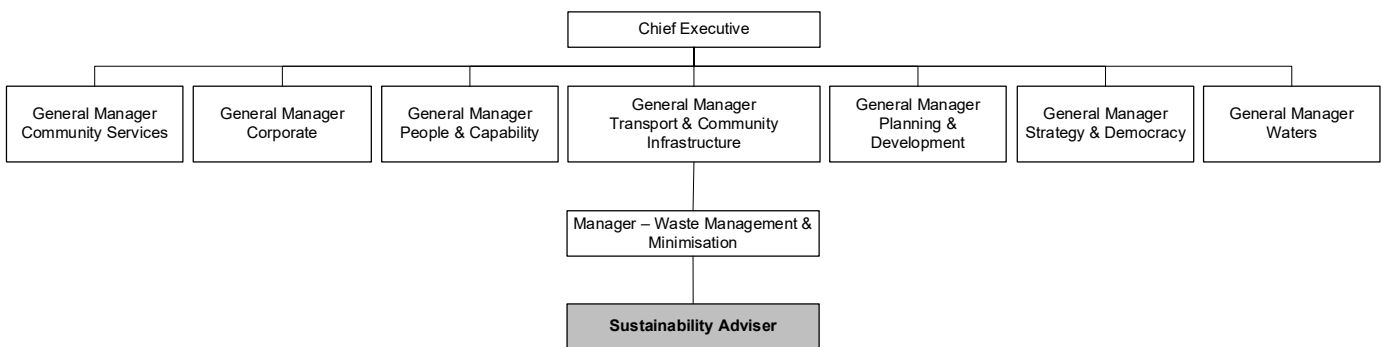 Chief Executive
General Manager
Community Services
General Manager
Corporate
General Manager
People & Capability
General Manager
Transport & Community
Infrastructure
General Manager
Planning &
Development
General Manager
Strategy & Democracy
General Manager
Waters
Manager – Waste Management &
Minimisation
Sustainability Adviser